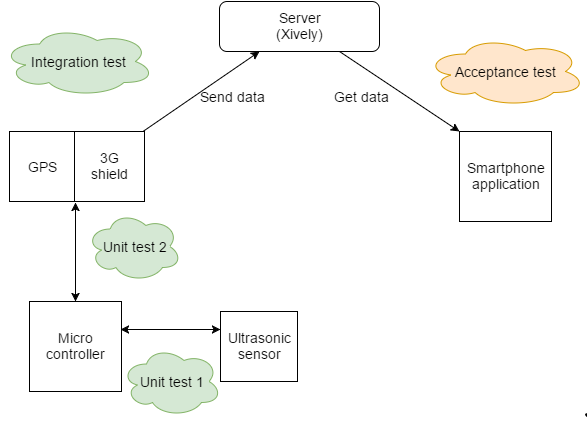 Server
(Xively)
Integration test
Acceptance test
Send data
Get data
GPS
3G
shield
Smartphone
application
Unit test 2
Micro
controller
Ultrasonic
sensor
Unit test 1